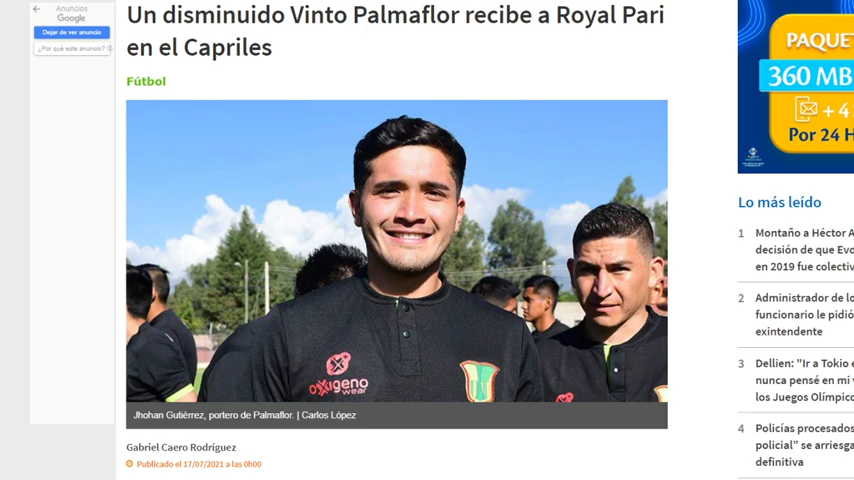 Anuncios
Google
Dejar de ver anuncio
¿Por qué este anuncio?
Un disminuido Vinto Palmaflor recibe a Royal Pari
en el Capriles
Fútbol
OXXIGENO
wear
Jhohan Gutiérrez, portero de Palmaflor. | Carlos López
Gabriel Caero Rodríguez
Publicado el 17/07/2021 a las 0h00
PAQUET
360 MB
+ 4
Por 24 H
Lo más leído
1 Montaño a Héctor A
decisión de que Evo
en 2019 fue colectiv
2 Administrador de lo
funcionario le pidió
exintendente
3 Dellien: "Ir a Tokio e
nunca pensé en mi v
los Juegos Olímpico
4 Policías procesados
policial” se arriesga
definitiva